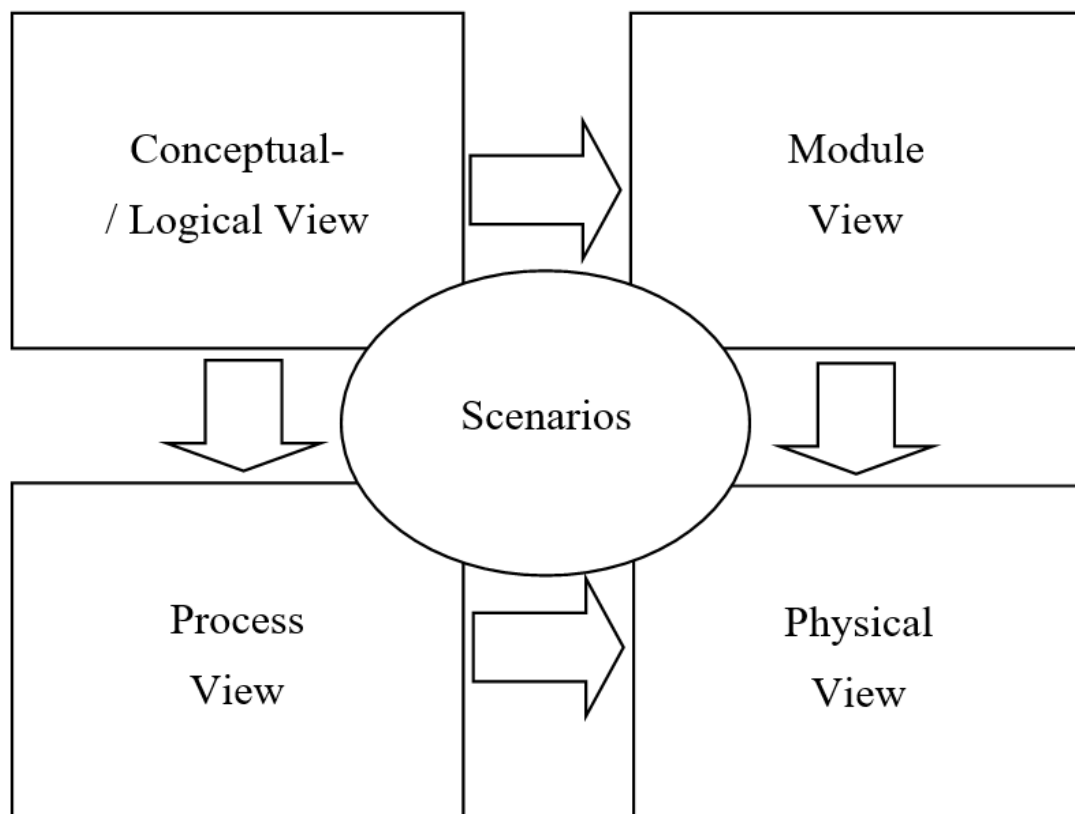 Conceptual-
/ Logical View
Module
View
Scenarios
Process
View
Physical
View